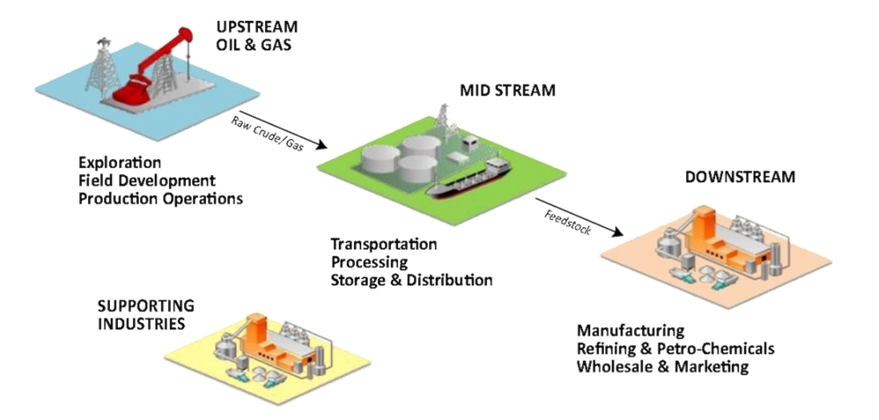 UPSTREAM
OIL & GAS
Raw Crude/Gas
Exploration
Field Development
Production Operations
MID STREAM
Feedstock
Transportation
Processing
Storage & Distribution
DOWNSTREAM
Manufacturing
Refining & Petro-Chemicals
Wholesale & Marketing
SUPPORTING
INDUSTRIES